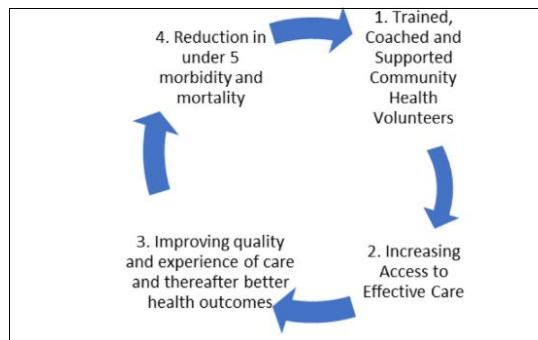 1. Trained,
Coached and
Supported
Community
Health
Volunteers
2. Increasing
Access to
Effective Care
3. Improving quality
and experience of care
and thereafter better
health outcomes
4. Reduction in
under 5
morbidity and
mortality